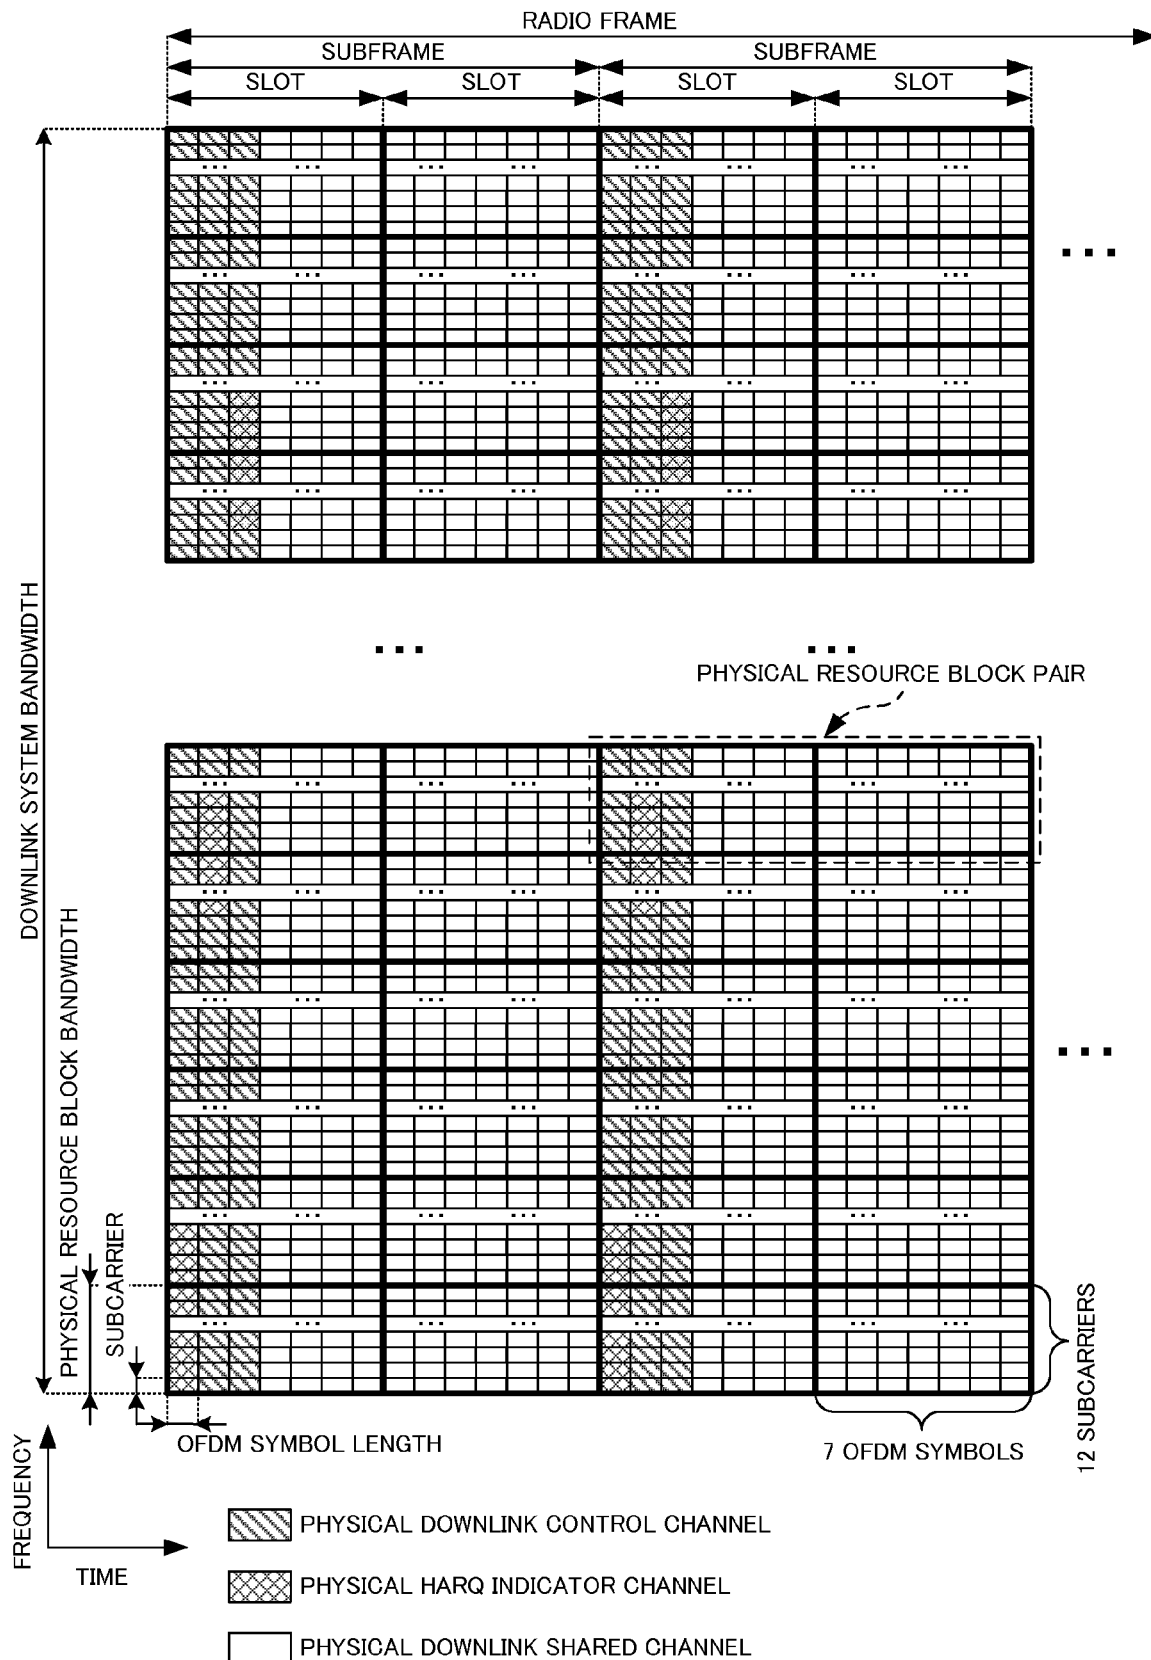 RADIO FRAME
SUBFRAME
SUBFRAME
SLOT
SLOT
SLOT
SLOT
DOWNLINK SYSTEM BANDWIDTH
PHYSICAL RESOURCE BLOCK PAIR
PHYSICAL RESOURCE BLOCK BANDWIDTH
SUBCARRIER
12 SUBCARRIERS
OFDM SYMBOL LENGTH
7 OFDM SYMBOLS
FREQUENCY
TIME
PHYSICAL DOWNLINK CONTROL CHANNEL
PHYSICAL HARQ INDICATOR CHANNEL
PHYSICAL DOWNLINK SHARED CHANNEL